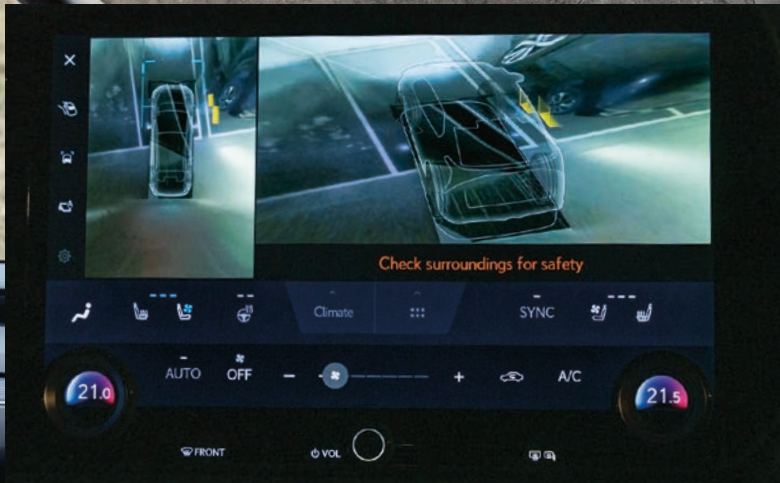 Check surroundings for safety
Climate
SYNC
AUTO
OFF
A/C
21.0
21.5
FRONT
VOL